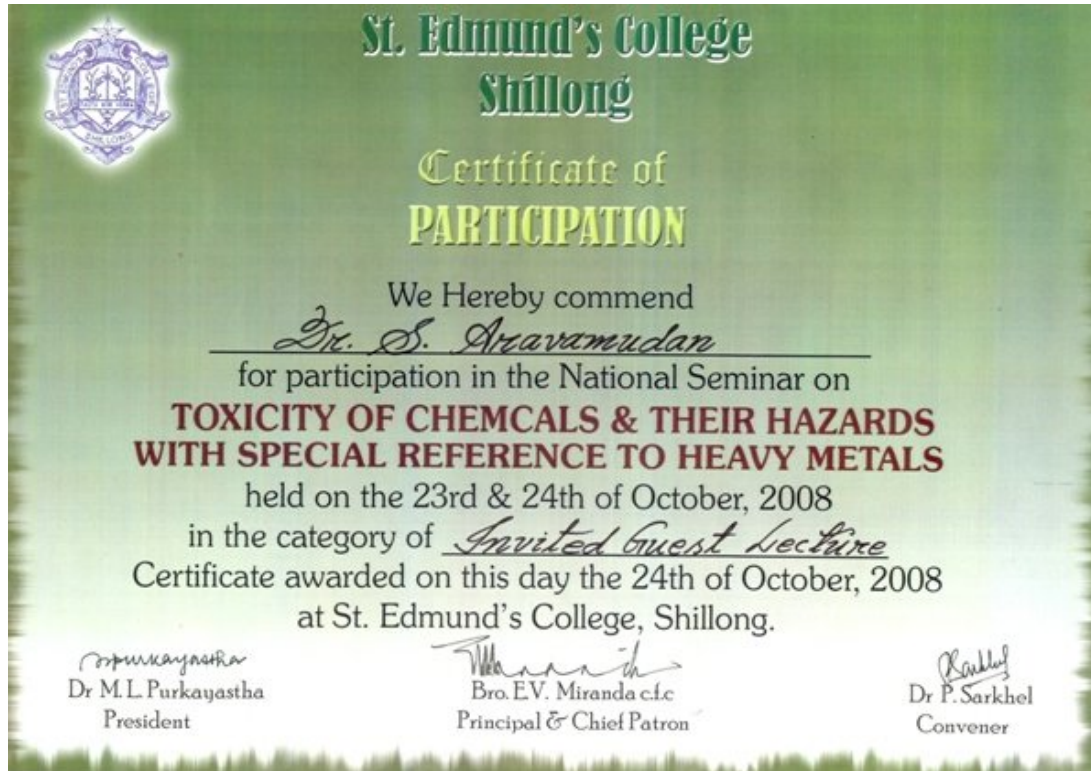 St. Edmund's College
Shillong
SHILLONG
Certificate of
PARTICIPATION
We Hereby commend
Dr. S. Aravamudan
for participation in the National Seminar on
TOXICITY OF CHEMCALS & THEIR HAZARDS
WITH SPECIAL REFERENCE TO HEAVY METALS
held on the 23rd & 24th of October, 2008
in the category of Invited Guest Lecture
Certificate awarded on this day the 24th of October, 2008
at St. Edmund's College, Shillong.
Dr M.L. Purkayastha
President
Bro. E.V. Miranda c.f.c
Principal & Chief Patron
Dr P. Sarkhel
Convener